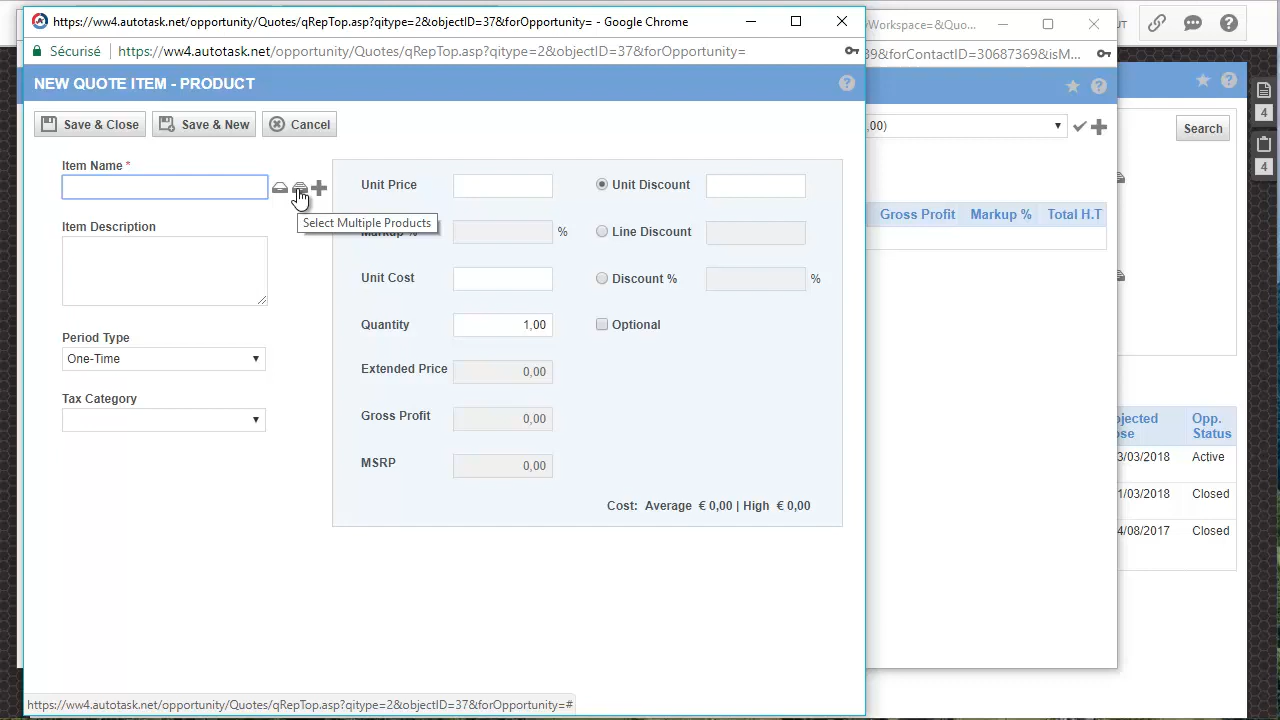 https://ww4.autotask.net/opportunity/Quotes/qRepTop.asp?qitype=2&objectID=37&forOpportunity= - Google Chrome
Sécurisé https://ww4.autotask.net/opportunity/Quotes/qRepTop.asp?qitype=2&objectID=37&forOpportunity=
NEW QUOTE ITEM - PRODUCT
Save & Close Save & New Cancel
Item Name *
Select Multiple Products
Item Description
Period Type
One-Time
Tax Category
Unit Price
Unit Discount
Markup %
%
Line Discount
Unit Cost
Discount %
%
Quantity
1,00
Optional
Extended Price
0,00
Gross Profit
0,00
MSRP
0,00
Cost: Average € 0,00 | High € 0,00
https://ww4.autotask.net/opportunity/Quotes/qRepTop.asp?qitype=2&objectID=37&forOpportunity=#
yWorkspace=&Quo...
39&forContactID=30687369&isM...
,00)
Gross Profit Markup % Total H.T
Search
4
4
Opp.
Status
3/03/2018 Active
1/03/2018 Closed
4/08/2017 Closed